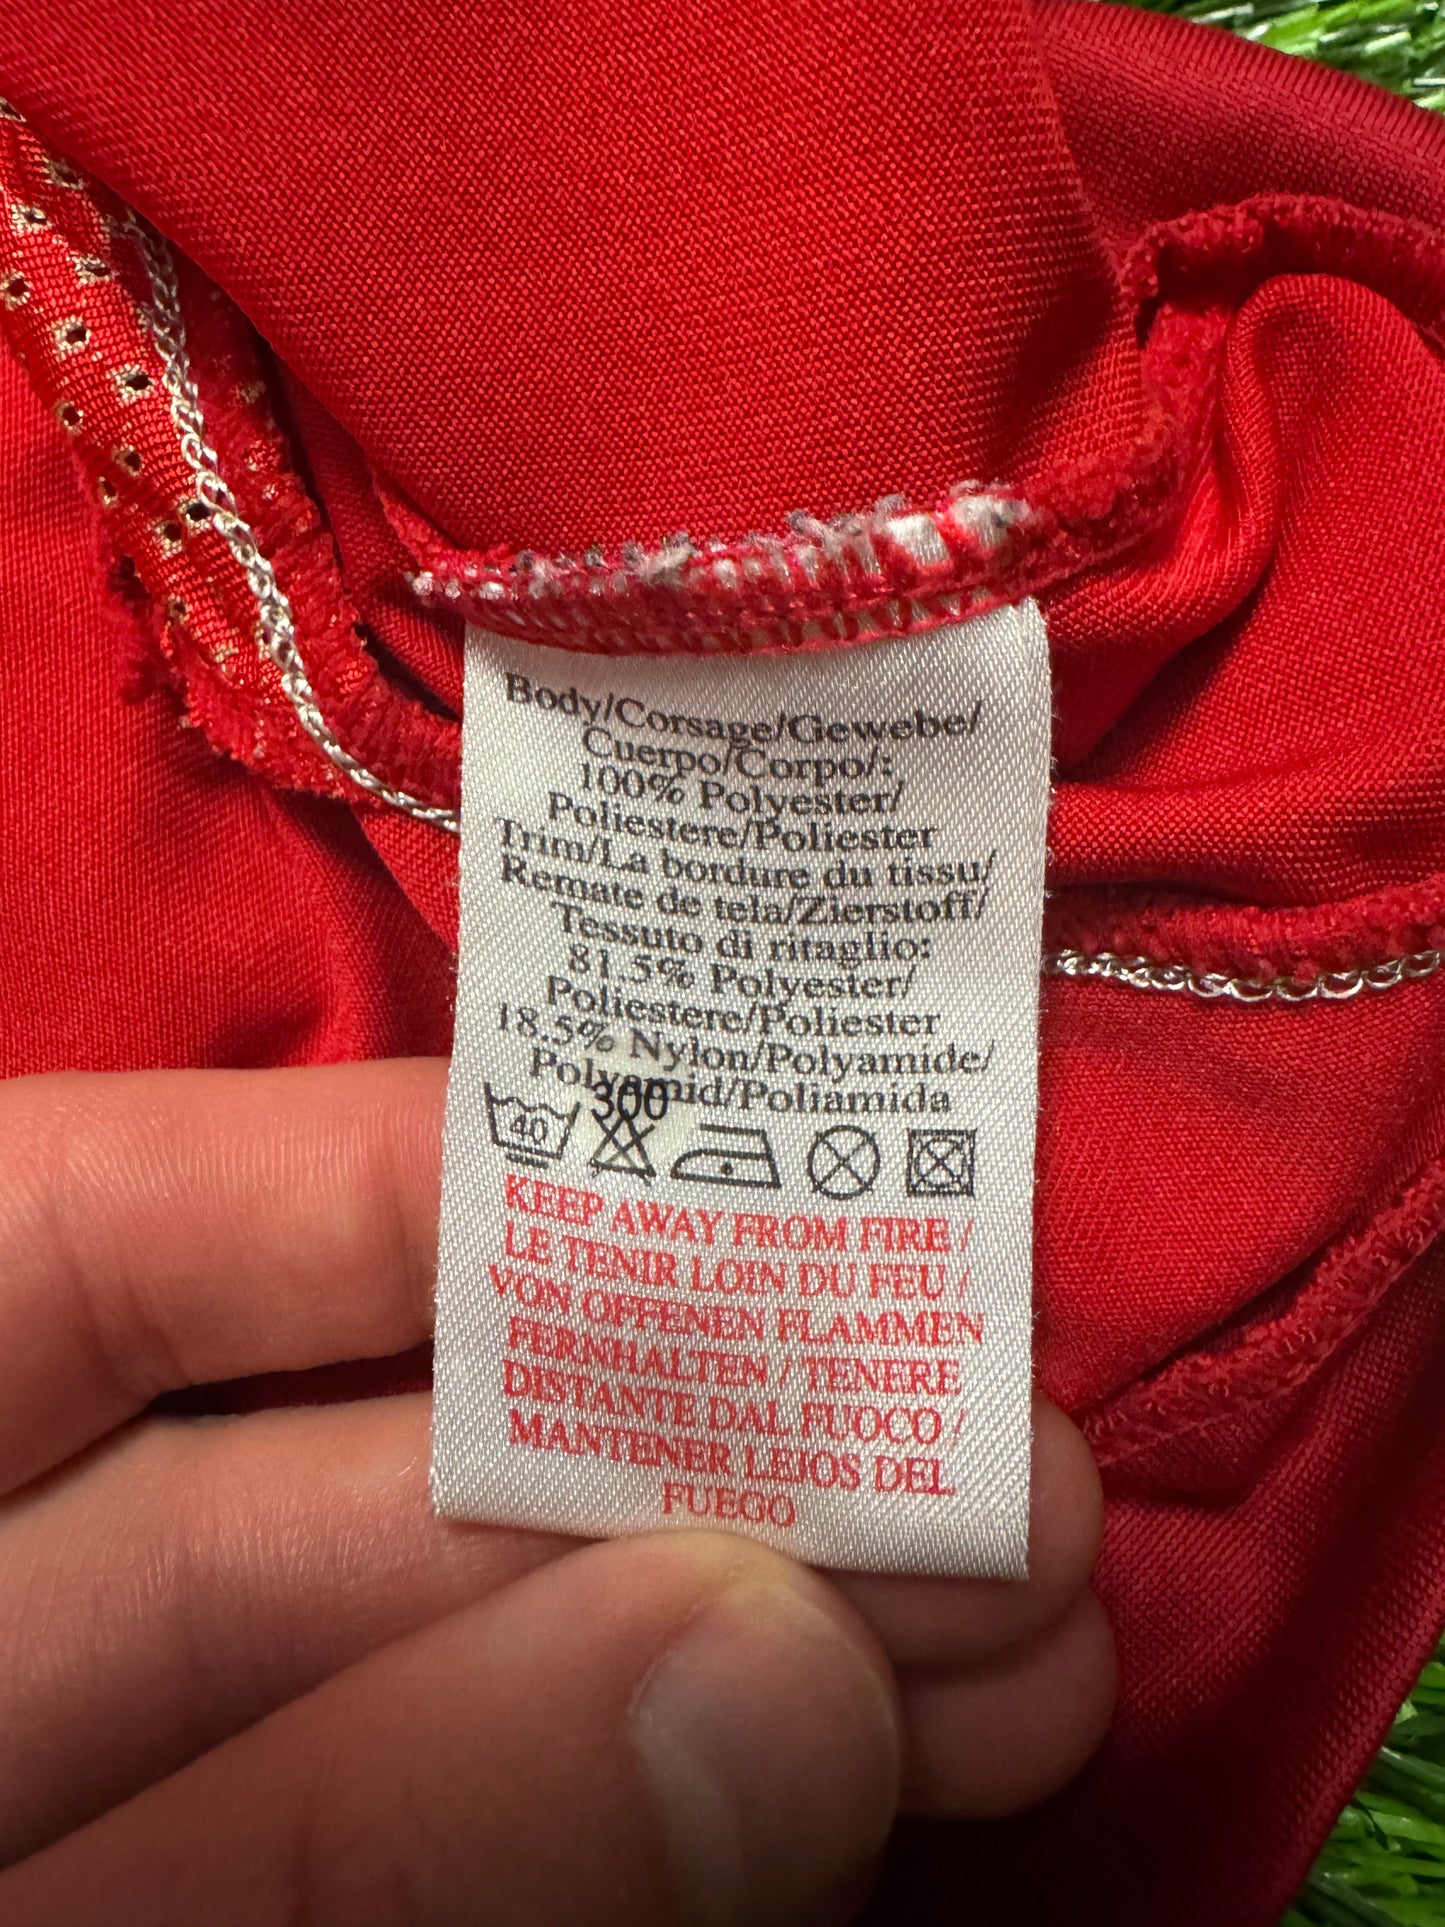 Body/Corsage/Gewebe/
Cuerpo/Corpo/:
100% Polyester/
Poliestere/Poliester
Trim/La bordure du tissu/
Remate de tela/Zierstoff/
Tessuto di ritaglio:
81.5% Polyester/
Poliestere/Poliester
18.5% Nylon/Polyamide/
Polyamid/Poliamida
300
40
KEEP AWAY FROM FIRE /
LE TENIR LOIN DU FEU /
VON OFFENEN FLAMMEN
FERNHALTEN / TENERE
DISTANTE DAL FUOCO /
MANTENER LEJOS DEL
FUEGO